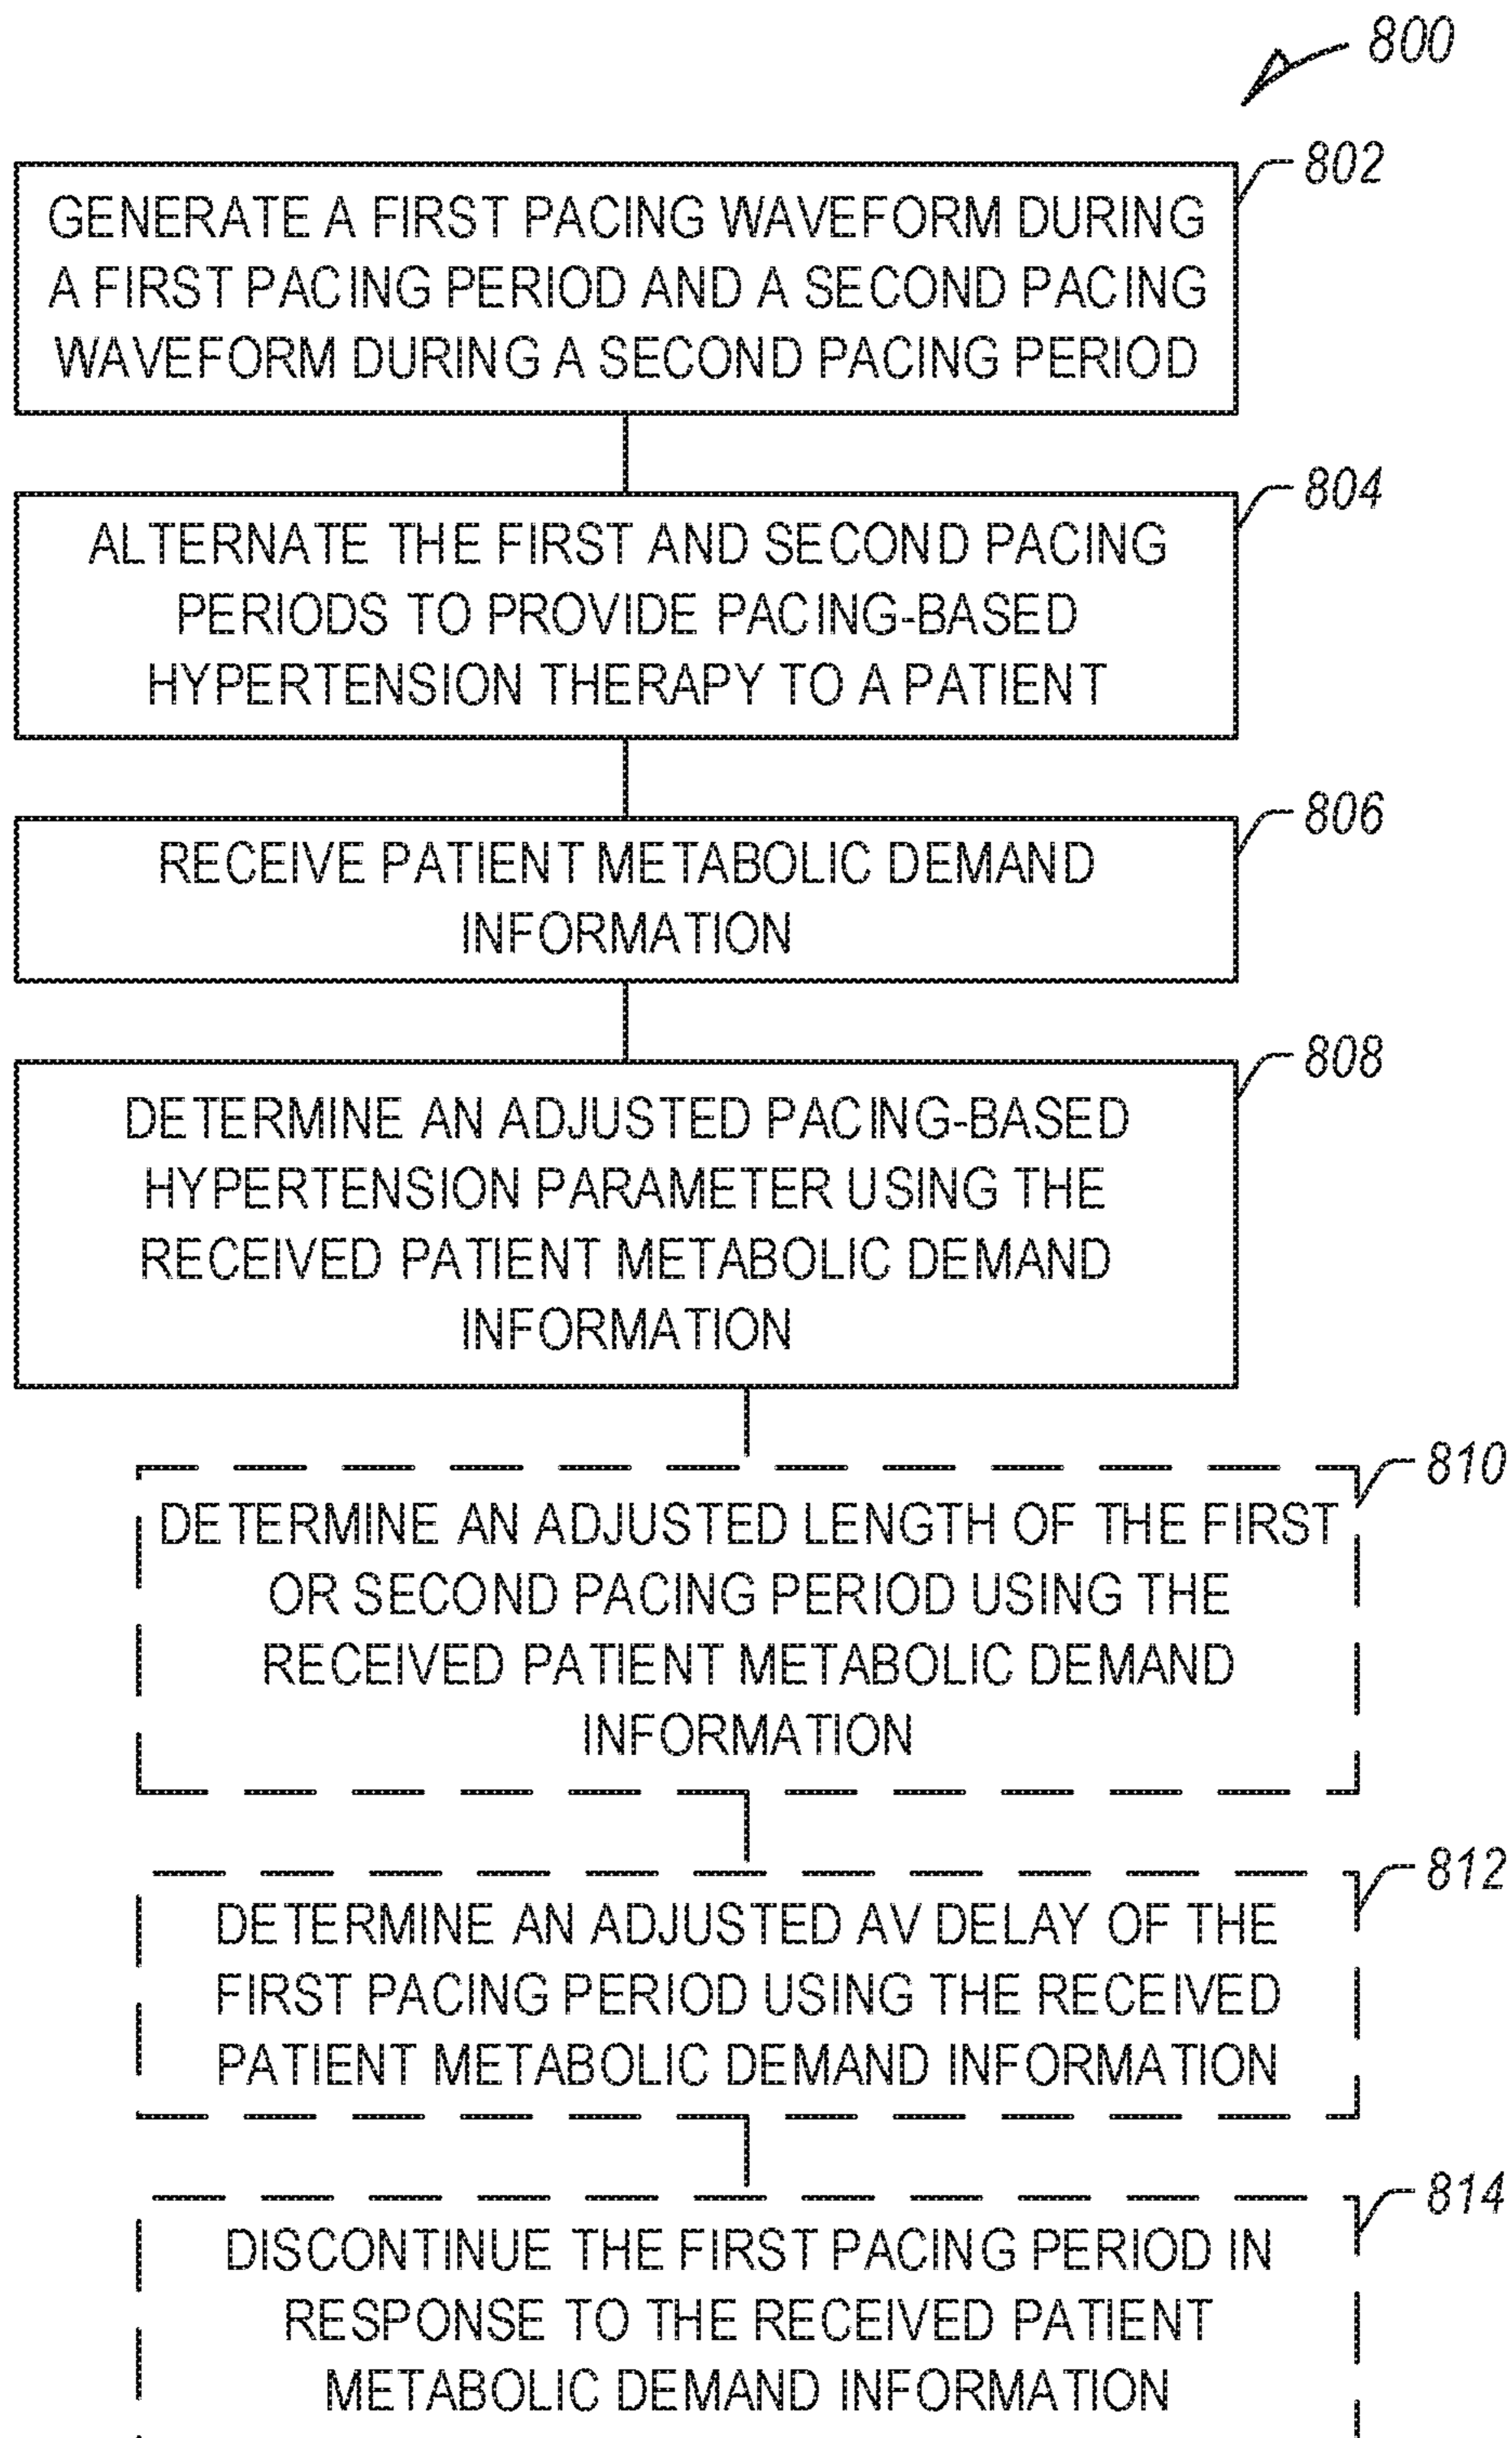 800
802
GENERATE A FIRST PACING WAVEFORM DURING
A FIRST PACING PERIOD AND A SECOND PACING
WAVEFORM DURING A SECOND PACING PERIOD
804
ALTERNATE THE FIRST AND SECOND PACING
PERIODS TO PROVIDE PACING-BASED
HYPERTENSION THERAPY TO A PATIENT
806
RECEIVE PATIENT METABOLIC DEMAND
INFORMATION
808
DETERMINE AN ADJUSTED PACING-BASED
HYPERTENSION PARAMETER USING THE
RECEIVED PATIENT METABOLIC DEMAND
INFORMATION
810
DETERMINE AN ADJUSTED LENGTH OF THE FIRST
OR SECOND PACING PERIOD USING THE
RECEIVED PATIENT METABOLIC DEMAND
INFORMATION
812
DETERMINE AN ADJUSTED AV DELAY OF THE
FIRST PACING PERIOD USING THE RECEIVED
PATIENT METABOLIC DEMAND INFORMATION
814
DISCONTINUE THE FIRST PACING PERIOD IN
RESPONSE TO THE RECEIVED PATIENT
METABOLIC DEMAND INFORMATION